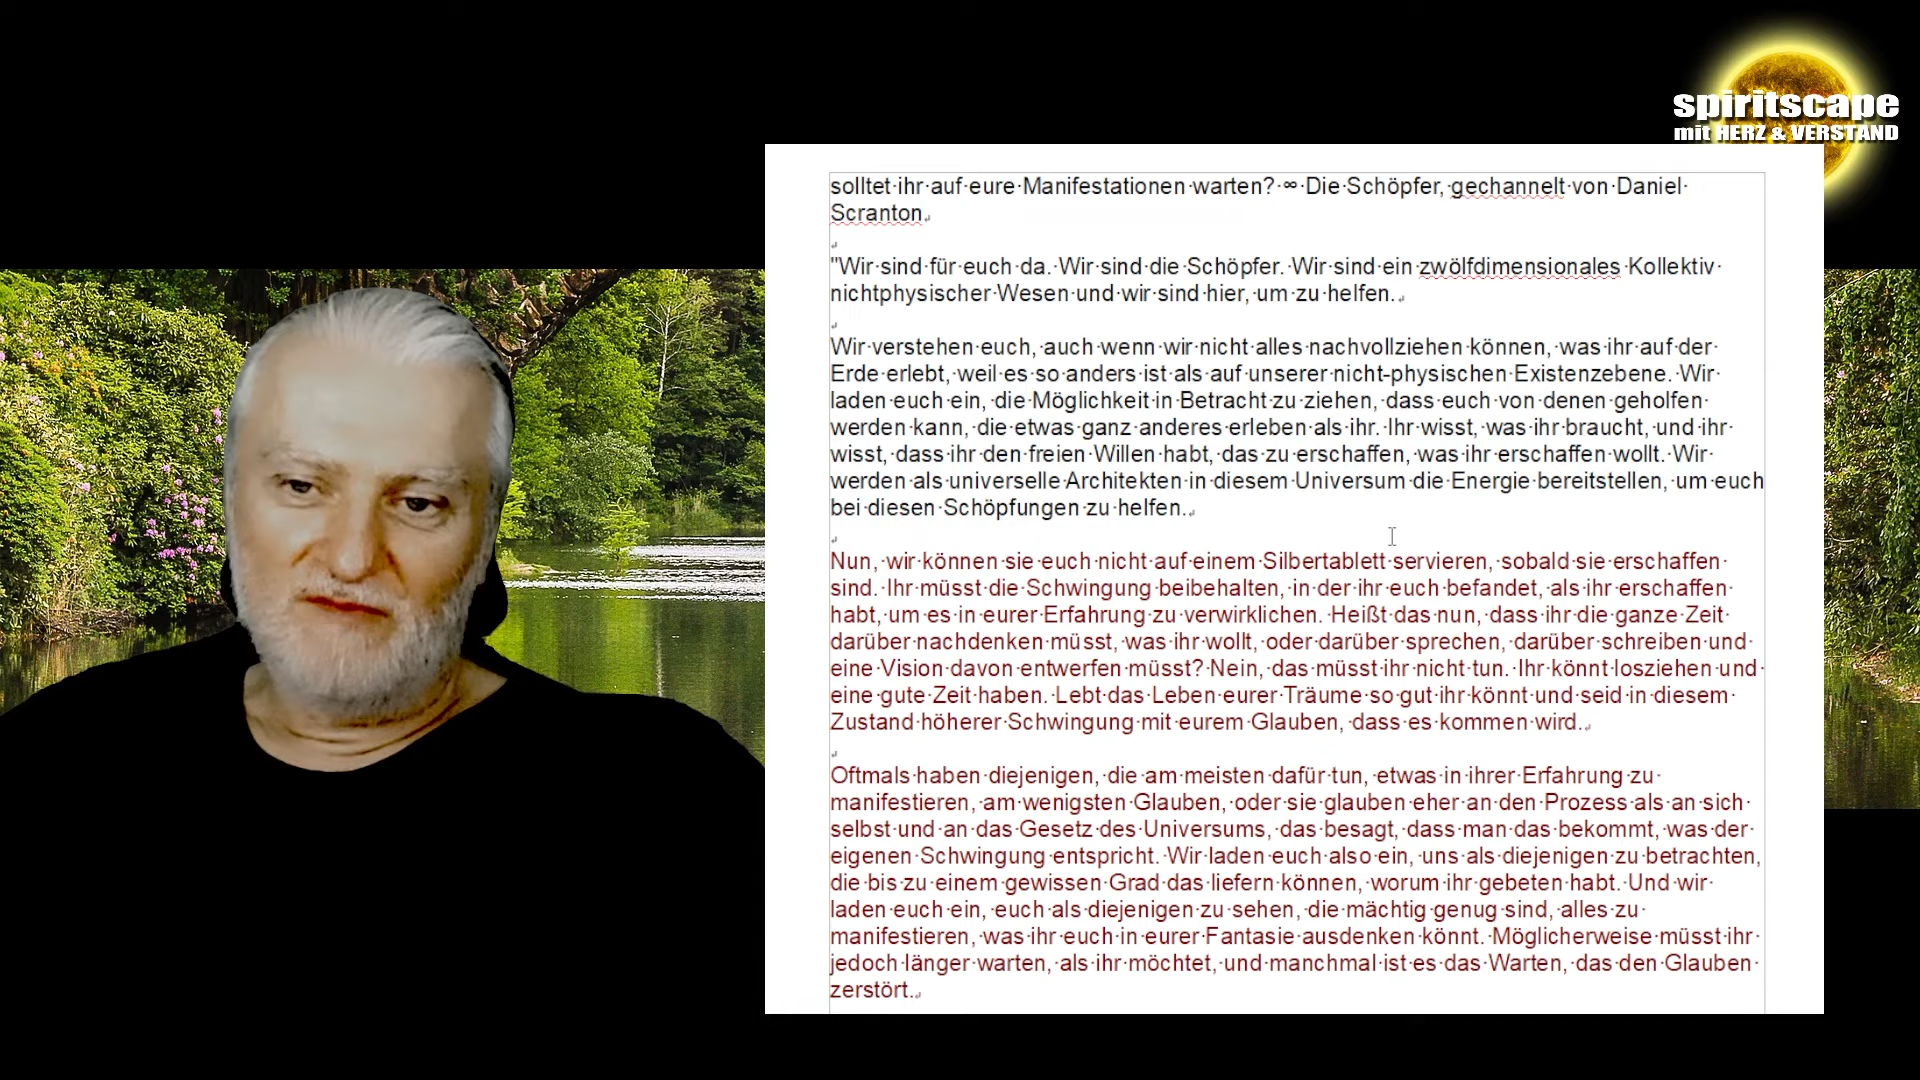 spiritscape
mit HERZ & VERSTAND
solltet ihr auf eure Manifestationen warten? ∞ Die Schöpfer, gechannelt von Daniel
Scranton
"Wir sind für euch da. Wir sind die Schöpfer. Wir sind ein zwölfdimensionales Kollektiv
nichtphysischer Wesen und wir sind hier, um zu helfen.
Wir verstehen euch, auch wenn wir nicht alles nachvollziehen können, was ihr auf der
Erde erlebt, weil es so anders ist als auf unserer nicht-physischen Existenzebene. Wir
laden euch ein, die Möglichkeit in Betracht zu ziehen, dass euch von denen geholfen
werden kann, die etwas ganz anderes erleben als ihr. Ihr wisst, was ihr braucht, und ihr
wisst, dass ihr den freien Willen habt, das zu erschaffen, was ihr erschaffen wollt. Wir
werden als universelle Architekten in diesem Universum die Energie bereitstellen, um euch
bei diesen Schöpfungen zu helfen.
Nun, wir können sie euch nicht auf einem Silbertablett servieren, sobald sie erschaffen
sind. Ihr müsst die Schwingung beibehalten, in der ihr euch befandet, als ihr erschaffen
habt, um es in eurer Erfahrung zu verwirklichen. Heißt das nun, dass ihr die ganze Zeit
darüber nachdenken müsst, was ihr wollt, oder darüber sprechen, darüber schreiben und
eine Vision davon entwerfen müsst? Nein, das müsst ihr nicht tun. Ihr könnt losziehen und
eine gute Zeit haben. Lebt das Leben eurer Träume so gut ihr könnt und seid in diesem
Zustand höherer Schwingung mit eurem Glauben, dass es kommen wird.
Oftmals haben diejenigen, die am meisten dafür tun, etwas in ihrer Erfahrung zu
manifestieren, am wenigsten Glauben, oder sie glauben eher an den Prozess als an sich
selbst und an das Gesetz des Universums, das besagt, dass man das bekommt, was der
eigenen Schwingung entspricht. Wir laden euch also ein, uns als diejenigen zu betrachten,
die bis zu einem gewissen Grad das liefern können, worum ihr gebeten habt. Und wir
laden euch ein, euch als diejenigen zu sehen, die mächtig genug sind, alles zu
manifestieren, was ihr euch in eurer Fantasie ausdenken könnt. Möglicherweise müsst ihr
jedoch länger warten, als ihr möchtet, und manchmal ist es das Warten, das den Glauben
zerstört.